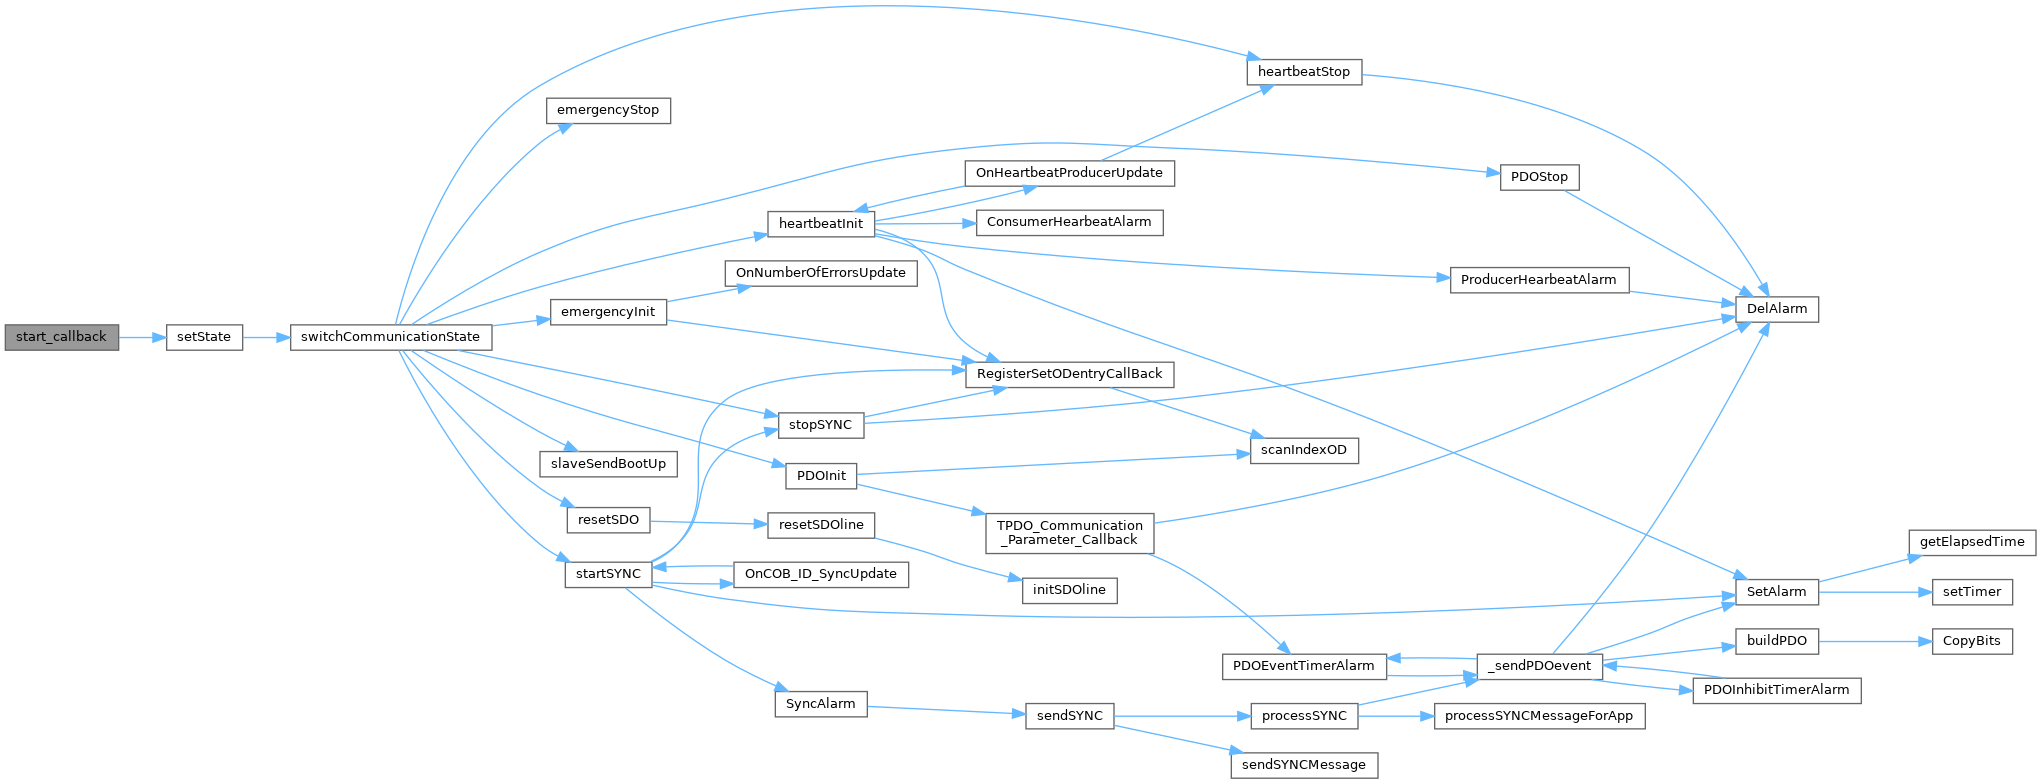 heartbeatStop
emergencyStop
OnHeartbeatProducerUpdate
PDOStop
heartbeatInit
ConsumerHearbeatAlarm
OnNumberOfErrorsUpdate
ProducerHearbeatAlarm
emergencyInit
DelAlarm
start_callback
setState
switchCommunicationState
RegisterSetODentryCallBack
stopSYNC
scanIndexOD
slaveSendBootUp
PDOInit
resetSDO
resetSDOline
TPDO_Communication
_Parameter_Callback
getElapsedTime
startSYNC
OnCOB_ID_SyncUpdate
initSDOline
SetAlarm
setTimer
buildPDO
CopyBits
PDOEventTimerAlarm
_sendPDOevent
PDOInhibitTimerAlarm
SyncAlarm
sendSYNC
processSYNC
processSYNCMessageForApp
sendSYNCMessage